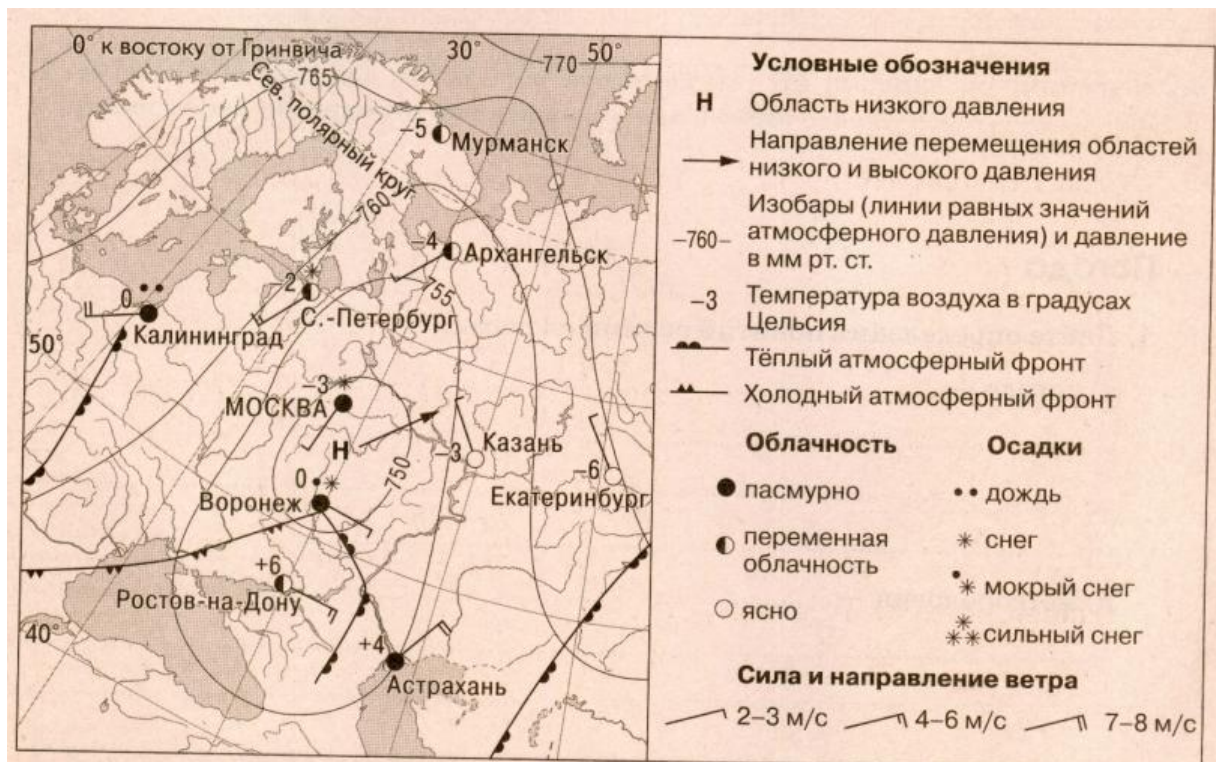 0° к востоку от Гринвича
30°
50°
770
765
Сев. полярный круг
-5
Мурманск
760
-4
Архангельск
-2
С.-Петербург
755
0
Калининград
50°
-3
МОСКВА
Н
-3
Казань
750
-6
Екатеринбург
0
Воронеж
+6
Ростов-на-Дону
40°
+4
Астрахань
Условные обозначения
Н Область низкого давления
Направление перемещения областей
низкого и высокого давления
Изобары (линии равных значений
-760- атмосферного давления) и давление
в мм рт. ст.
-3 Температура воздуха в градусах
Цельсия
Тёплый атмосферный фронт
Холодный атмосферный фронт
Облачность
пасмурно
переменная
облачность
ясно
Осадки
дождь
снег
мокрый снег
сильный снег
Сила и направление ветра
2–3 м/с 4–6 м/с 7–8 м/с